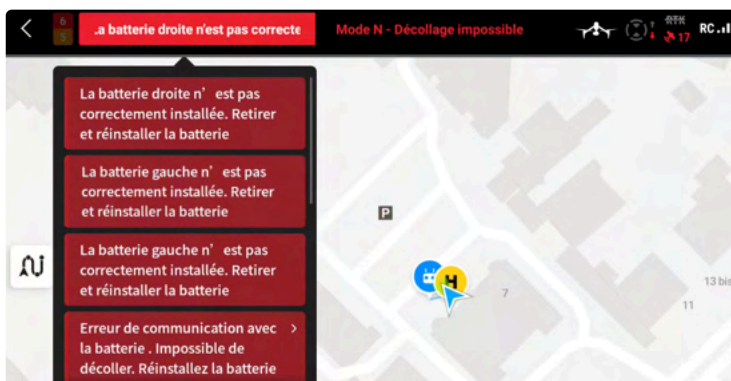 6
5
.a batterie droite n'est pas correcte
Mode N - Décollage impossible
RTH
17
RC
La batterie droite n' est pas
correctement installée. Retirer
et réinstaller la batterie
La batterie gauche n' est pas
correctement installée. Retirer
et réinstaller la batterie
La batterie gauche n' est pas
correctement installée. Retirer
et réinstaller la batterie
Erreur de communication avec
la batterie . Impossible de
décoller. Réinstallez la batterie
P
H
7
13 bis
11